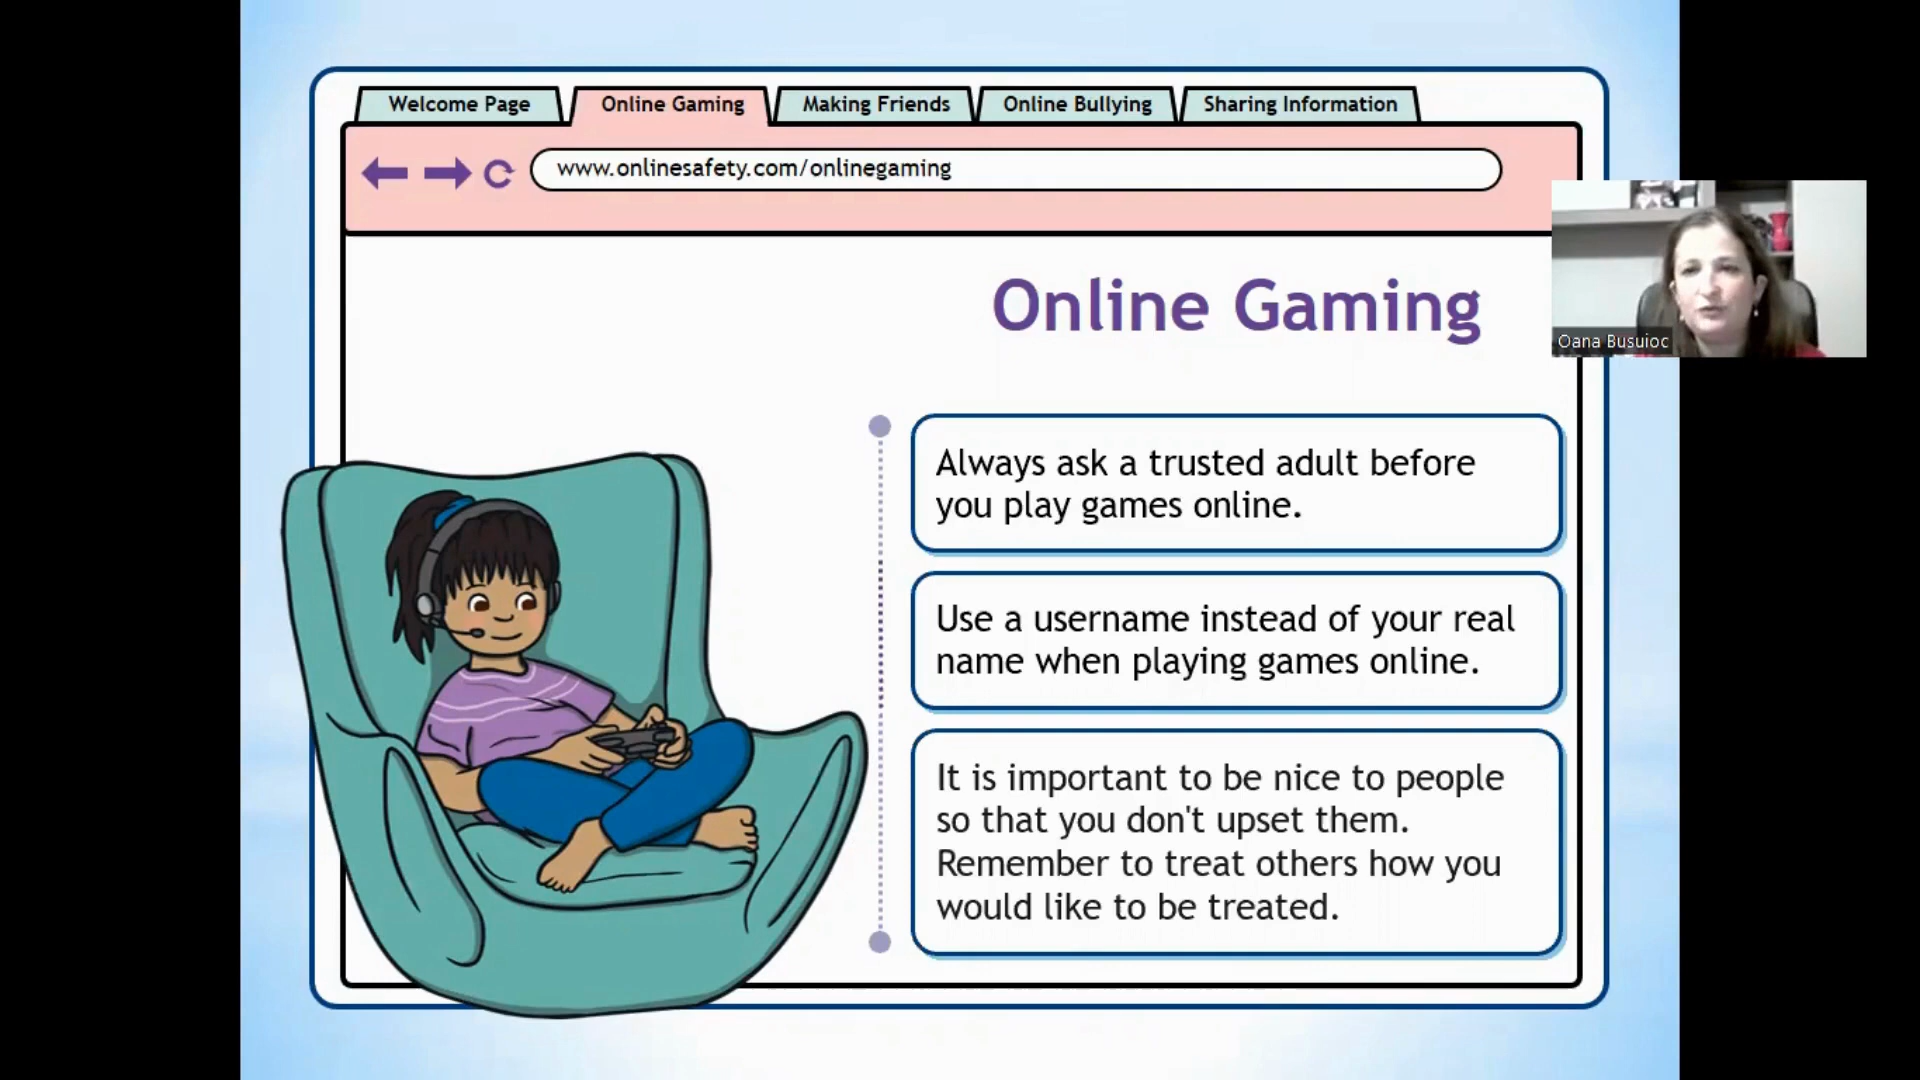 Welcome Page
Online Gaming
Making Friends
Online Bullying
Sharing Information
www.onlinesafety.com/onlinegaming
Online Gaming
Oana Busuioc
Always ask a trusted adult before
you play games online.
Use a username instead of your real
name when playing games online.
It is important to be nice to people
so that you don't upset them.
Remember to treat others how you
would like to be treated.